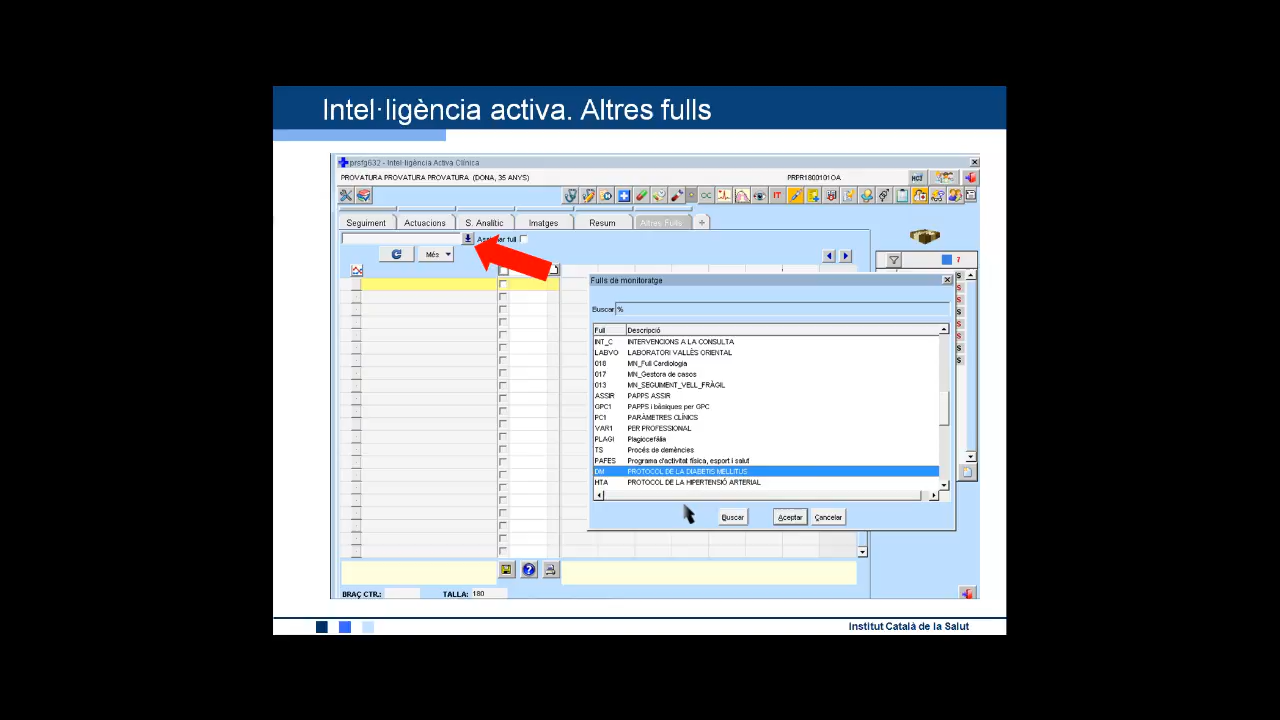 Intel·ligència activa. Altres fulls
prsfg632 - Intel·ligència Activa Clínica
PROVATURA PROVATURA PROVATURA (DONA, 35 ANYS) PRPR1800101OA
HC3
IT
Seguiment Actuacions S. Analític Imatges Resum Altres Fulls +
full
Més
7
Fulls de monitoratge
Buscar %
Full Descripció
INT_C INTERVENCIONS A LA CONSULTA
LABVO LABORATORI VALLÈS ORIENTAL
018 MN_Full Cardiologia
017 MN_Gestora de casos
013 MN_SEGUIMENT_VELL_FRÀGIL
ASSIR PAPPS ASSIR
GPC1 PAPPS i bàsiques per GPC
PC1 PARÀMETRES CLÍNICS
VAR1 PER PROFESSIONAL
PLAGI Plagiocefàlia
TS Procés de demències
PAFES Programa d'activitat física, esport i salut
DM PROTOCOL DE LA DIABETIS MELLITUS
HTA PROTOCOL DE LA HIPERTENSIÓ ARTERIAL
Buscar Aceptar Cancelar
BRAÇ CTR.: TALLA: 180
Institut Català de la Salut